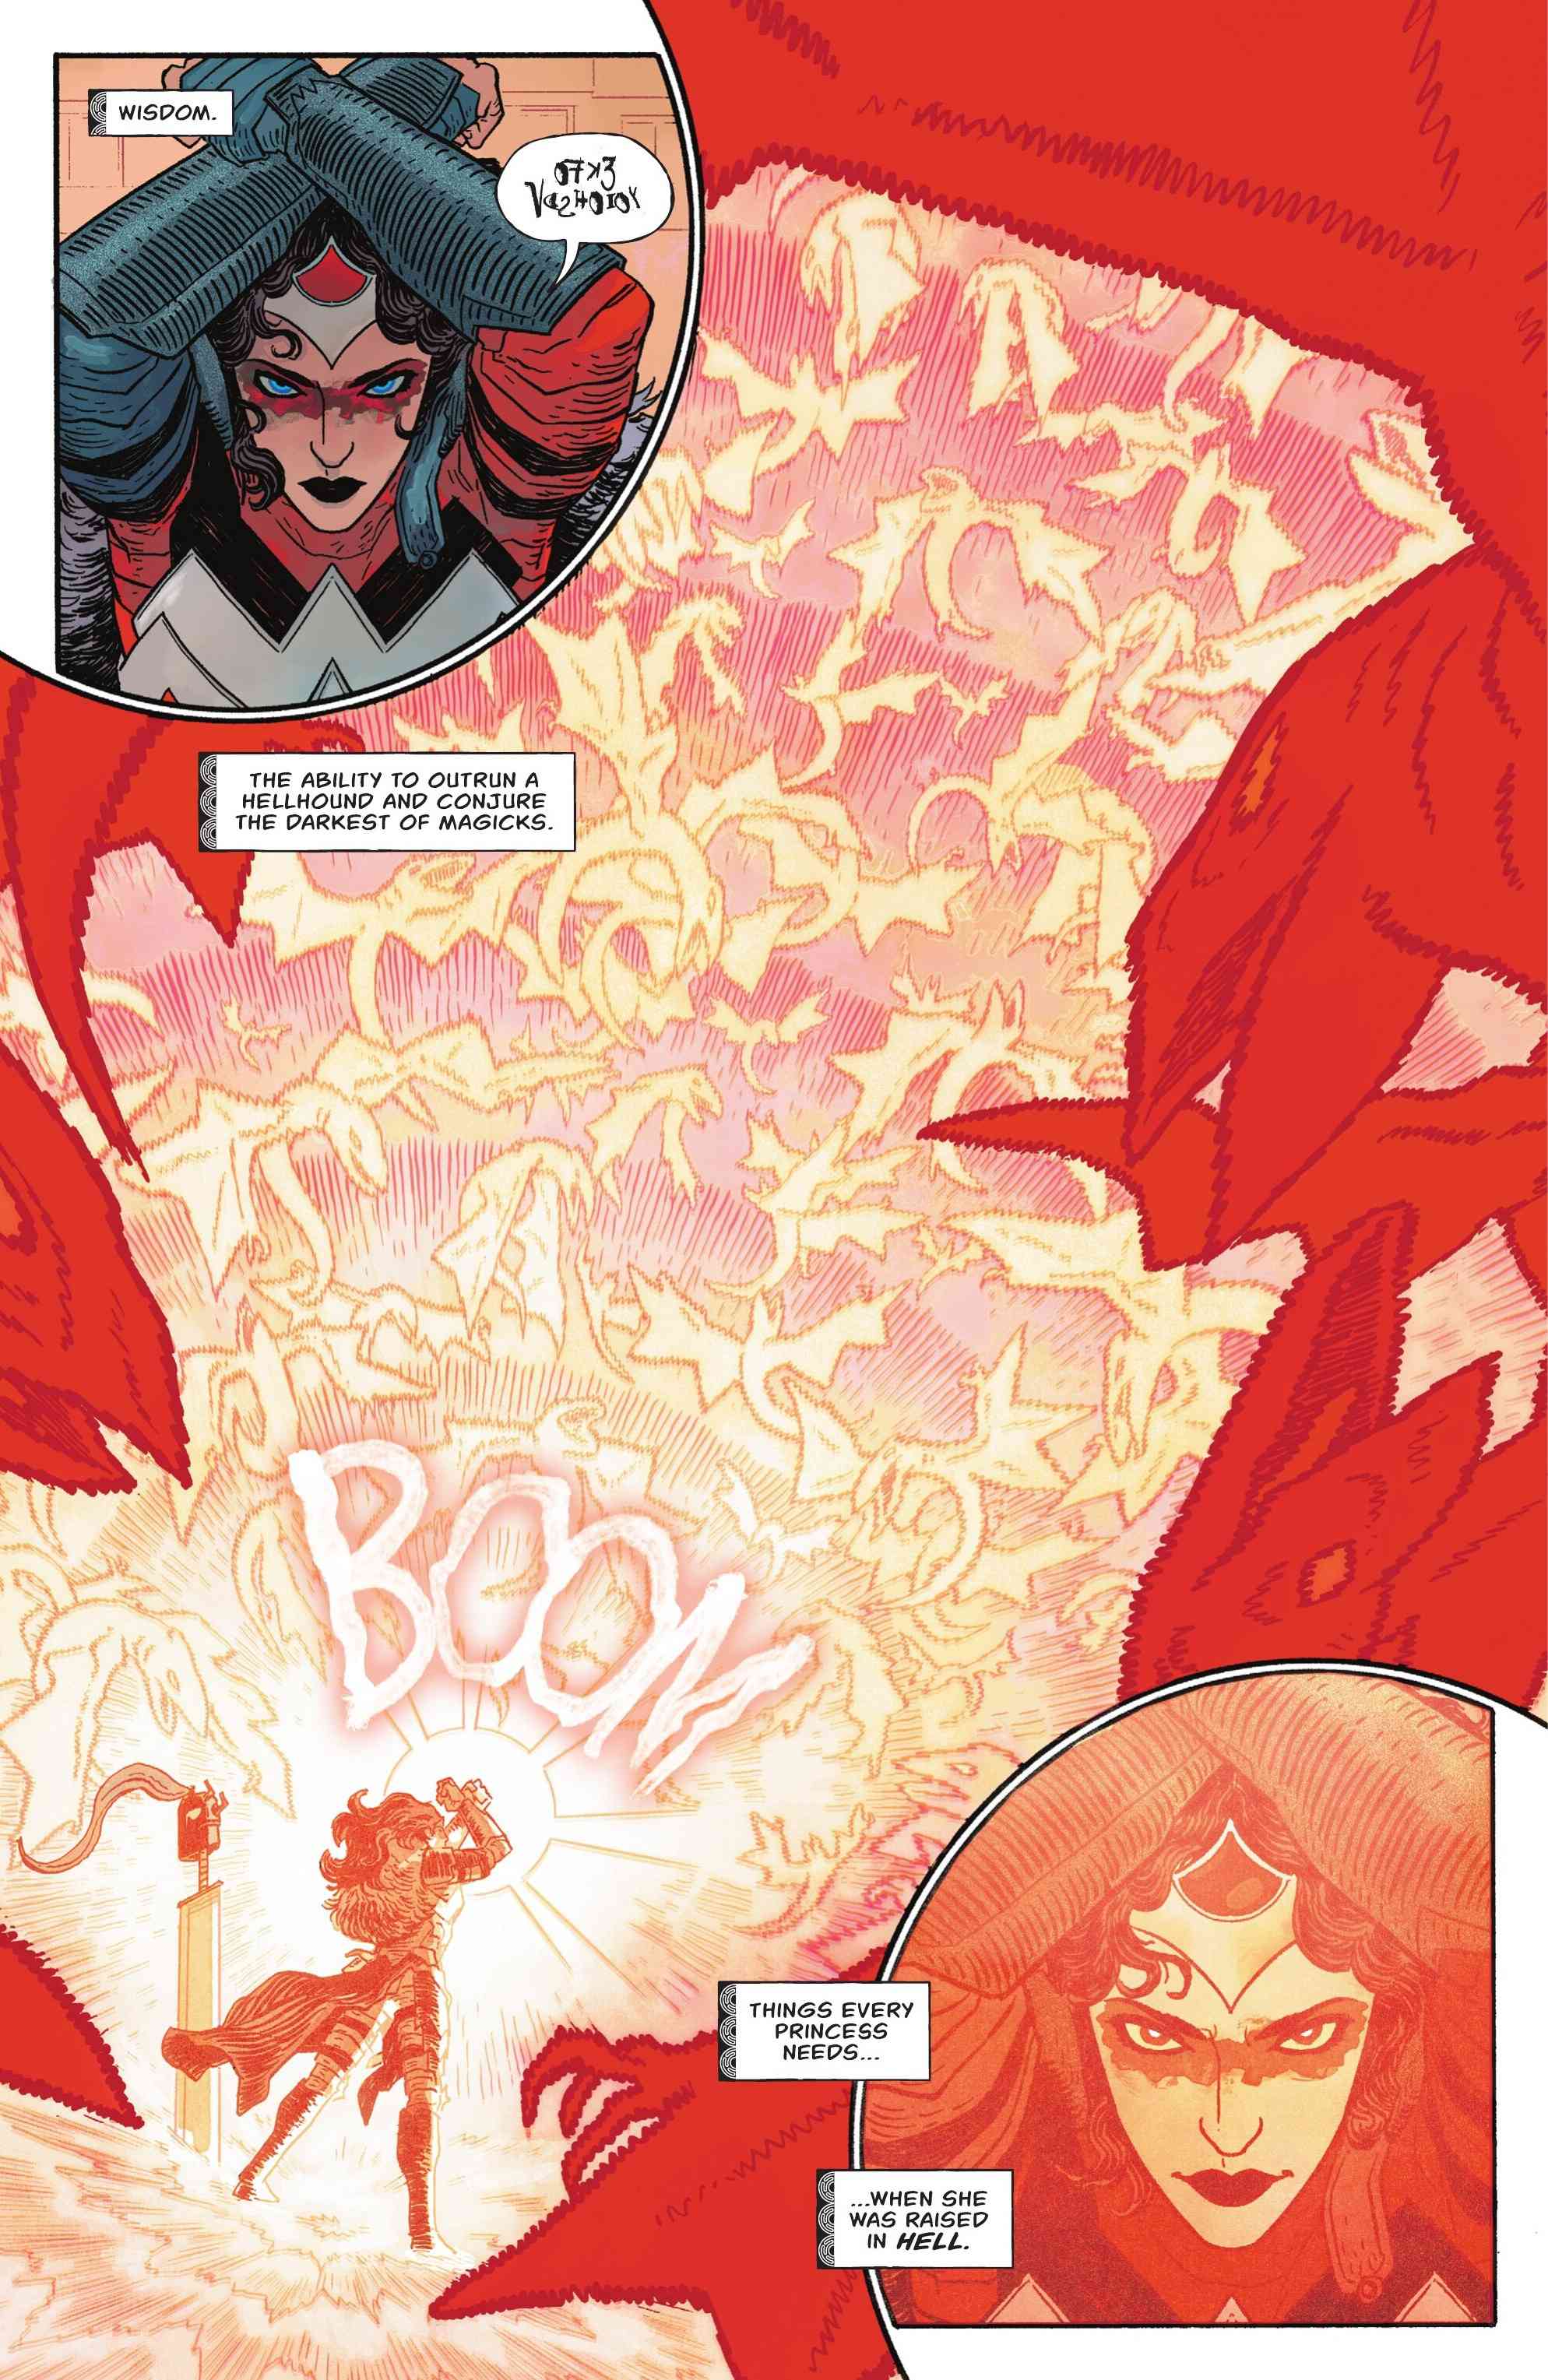 WISDOM.
THE ABILITY TO OUTRUN A
HELLHOUND AND CONJURE
THE DARKEST OF MAGICKS.
BOOM
THINGS EVERY
PRINCESS
NEEDS...
...WHEN SHE
WAS RAISED
IN HELL.